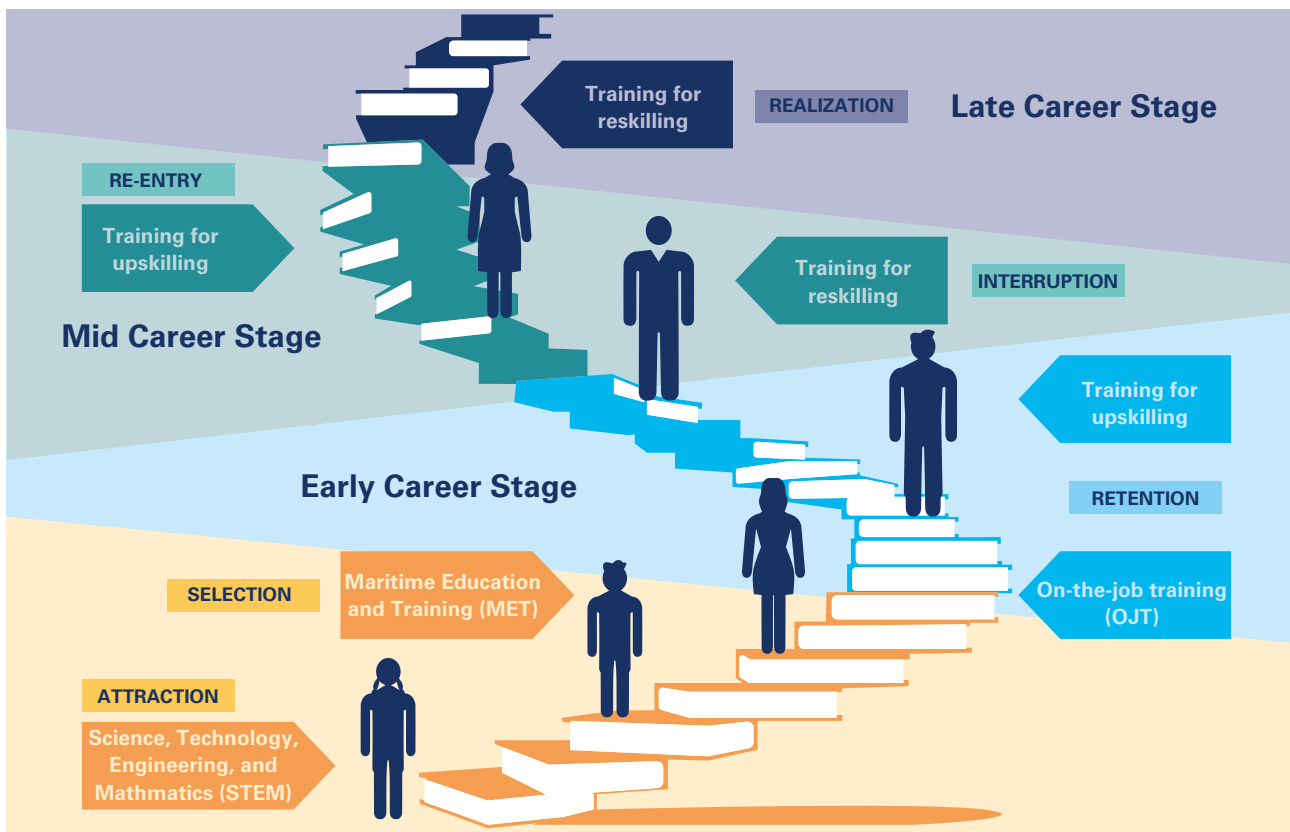 Training for
reskilling
REALIZATION
Late Career Stage
RE-ENTRY
Training for
upskilling
Training for
reskilling
INTERRUPTION
Mid Career Stage
Training for
upskilling
Early Career Stage
RETENTION
SELECTION
Maritime Education
and Training (MET)
On-the-job training
(OJT)
ATTRACTION
Science, Technology,
Engineering, and
Mathmatics (STEM)